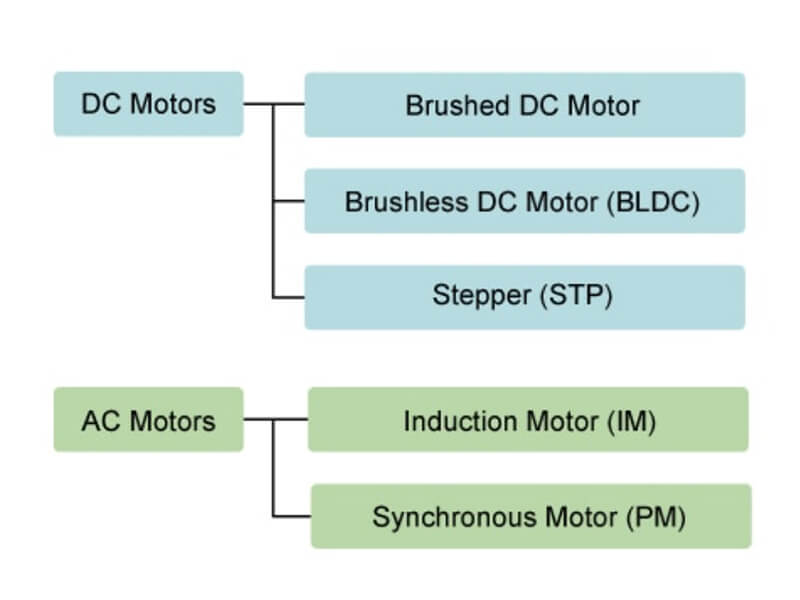 DC Motors
Brushed DC Motor
Brushless DC Motor (BLDC)
Stepper (STP)
AC Motors
Induction Motor (IM)
Synchronous Motor (PM)